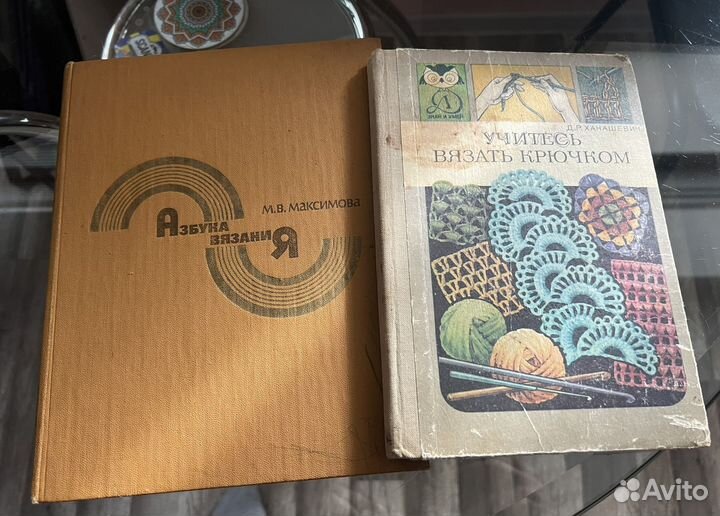 М.В. МАКСИМОВА
АЗБУКА
ВЯЗАНИЯ
ЗНАЙ И УМЕЙ
Д.Р.ХАНАШЕВИЧ
УЧИТЕСЬ
ВЯЗАТЬ КРЮЧКОМ
Avito